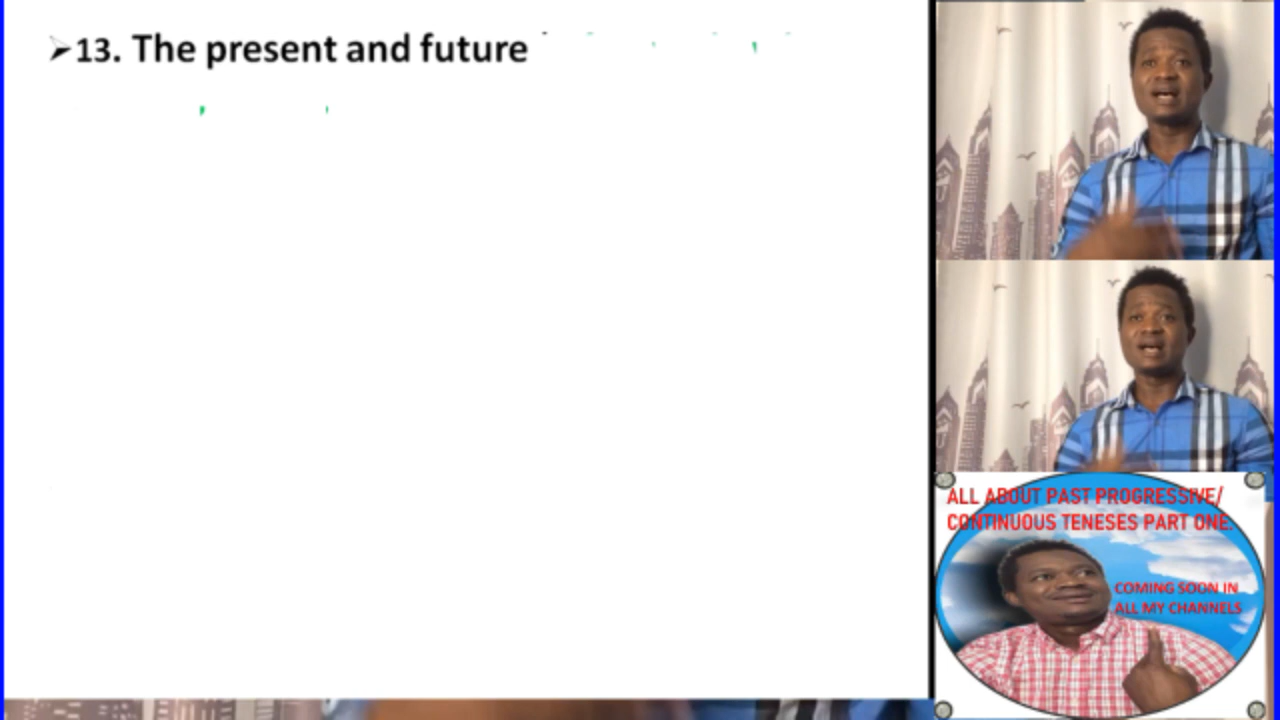 ➢13. The present and future
ALL ABOUT PAST PROGRESSIVE/
CONTINUOUS TENESES PART ONE.
COMING SOON IN
ALL MY CHANNELS